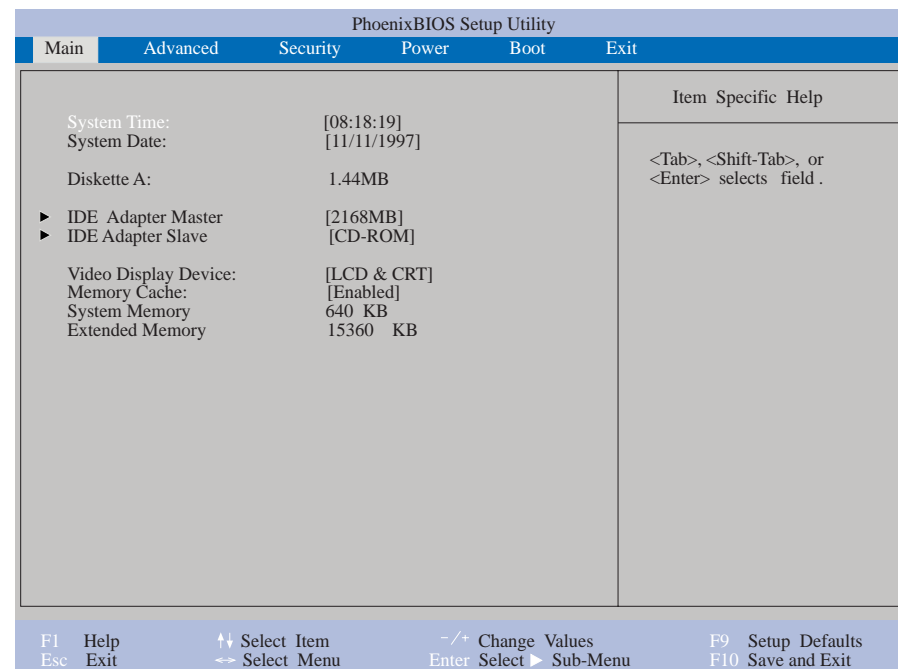 PhoenixBIOS Setup Utility
Main Advanced Security Power Boot Exit
Item Specific Help
System Time: [08:18:19]
System Date: [11/11/1997]
<Tab>, <Shift-Tab>, or
<Enter> selects field .
Diskette A: 1.44MB
► IDE Adapter Master [2168MB]
► IDE Adapter Slave [CD-ROM]
Video Display Device: [LCD & CRT]
Memory Cache: [Enabled]
System Memory 640 KB
Extended Memory 15360 KB
F1 Help ↑↓ Select Item -/+ Change Values F9 Setup Defaults
Esc Exit <-> Select Menu Enter Select ► Sub-Menu F10 Save and Exit